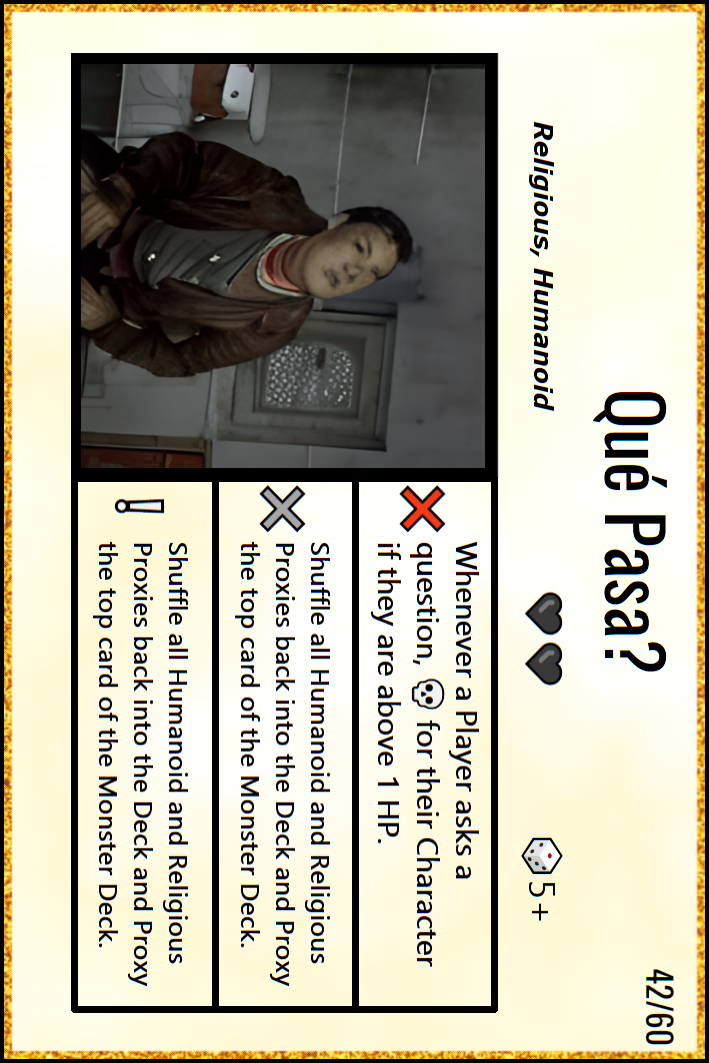 Qué Pasa?
42/60
Religious, Humanoid
5+
Whenever a Player asks a
question, 💀 for their Character
if they are above 1 HP.
Shuffle all Humanoid and Religious
Proxies back into the Deck and Proxy
the top card of the Monster Deck.
Shuffle all Humanoid and Religious
Proxies back into the Deck and Proxy
the top card of the Monster Deck.